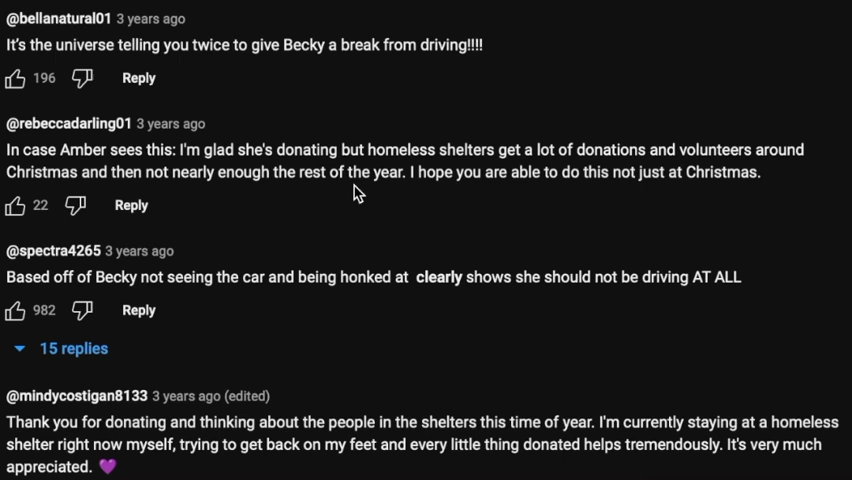 @bellanatural01 3 years ago
It's the universe telling you twice to give Becky a break from driving!!!!
196 Reply
@rebeccadarling01 3 years ago
In case Amber sees this: I'm glad she's donating but homeless shelters get a lot of donations and volunteers around
Christmas and then not nearly enough the rest of the year. I hope you are able to do this not just at Christmas.
22 Reply
@spectra4265 3 years ago
Based off of Becky not seeing the car and being honked at clearly shows she should not be driving AT ALL
982 Reply
15 replies
@mindycostigan8133 3 years ago (edited)
Thank you for donating and thinking about the people in the shelters this time of year. I'm currently staying at a homeless
shelter right now myself, trying to get back on my feet and every little thing donated helps tremendously. It's very much
appreciated. 💜